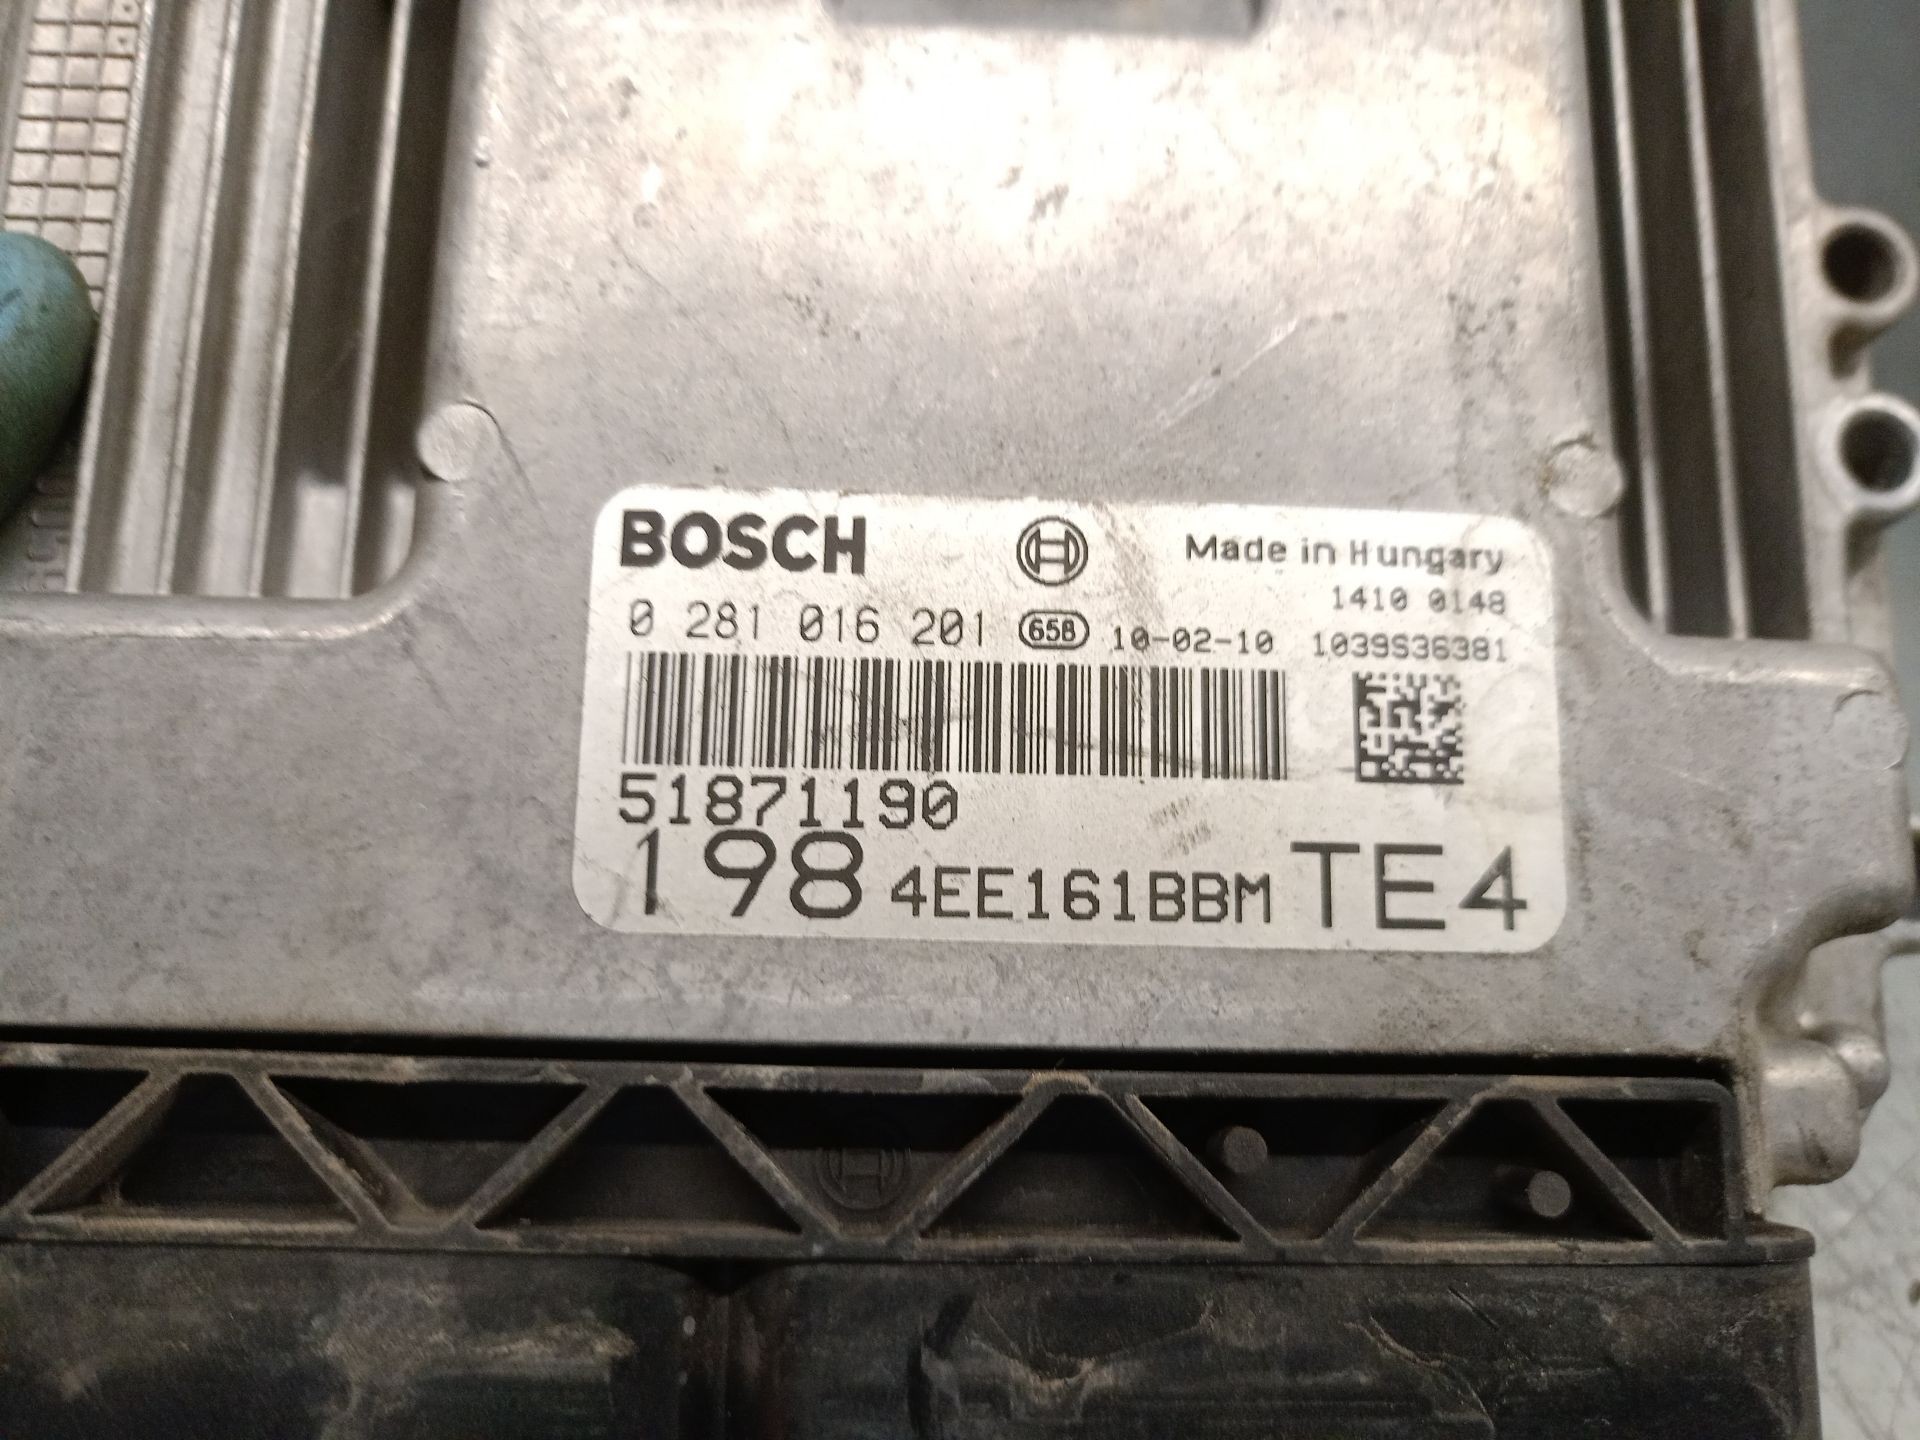 BOSCH Made in Hungary
1410 0148
0 281 016 201 658 10-02-10 1039S36381
51871190
198 4EE161BBM TE4